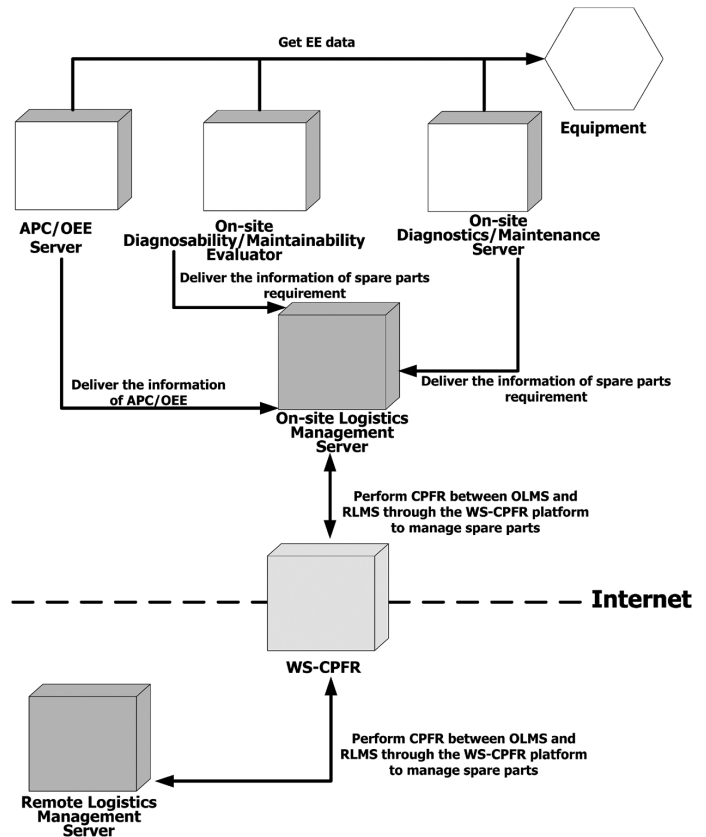 Get EE data
Equipment
APC/OEE
Server
On-site
Diagnosability/Maintainability
Evaluator
On-site
Diagnostics/Maintenance
Server
Deliver the information of spare parts
requirement
Deliver the information
of APC/OEE
Deliver the information of spare parts
requirement
On-site Logistics
Management
Server
Perform CPFR between OLMS and
RLMS through the WS-CPFR platform
to manage spare parts
Internet
WS-CPFR
Perform CPFR between OLMS and
RLMS through the WS-CPFR platform
to manage spare parts
Remote Logistics
Management
Server